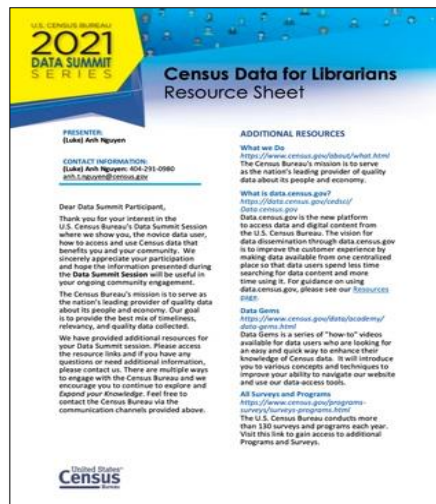 U.S. CENSUS BUREAU
2021
DATA SUMMIT
SERIES
Census Data for Librarians
Resource Sheet
PRESENTER:
(Luke) Anh Nguyen
CONTACT INFORMATION:
(Luke) Anh Nguyen: 404-291-0980
anh.t.nguyen@census.gov
Dear Data Summit Participant,
Thank you for your interest in the
U.S. Census Bureau's Data Summit Session
where we show you, the novice data user,
how to access and use Census data that
benefits you and your community. We
sincerely appreciate your participation
and hope the information presented during
the Data Summit Session will be useful in
your ongoing community engagement.
The Census Bureau's mission is to serve as
the nation's leading provider of quality data
about its people and economy. Our goal
is to provide the best mix of timeliness,
relevancy, and quality data collected.
We have provided additional resources for
your Data Summit session. Please access
the resource links and if you have any
questions or need additional information,
please contact us. There are multiple ways
to engage with the Census Bureau and we
encourage you to continue to explore and
Expand your Knowledge. Feel free to
contact the Census Bureau via the
communication channels provided above.
United States®
Census
Bureau
ADDITIONAL RESOURCES
What we Do
https://www.census.gov/about/what.html
The Census Bureau's mission is to serve
as the nation's leading provider of quality
data about its people and economy.
What is data.census.gov?
https://data.census.gov/cedsci/
Data.census.gov
Data.census.gov is the new platform
to access data and digital content from
the U.S. Census Bureau. The vision for
data dissemination through data.census.gov
is to improve the customer experience by
making data available from one centralized
place so that data users spend less time
searching for data content and more
time using it. For guidance on using
data.census.gov, please see our Resources
page.
Data Gems
https://www.census.gov/data/academy/
data-gems.html
Data Gems is a series of "how-to" videos
available for data users who are looking for
an easy and quick way to enhance their
knowledge of Census data. It will introduce
you to various concepts and techniques to
improve your ability to navigate our website
and use our data-access tools.
All Surveys and Programs
https://www.census.gov/programs-
surveys/surveys-programs.html
The U.S. Census Bureau conducts more
than 130 surveys and programs each year.
Visit this link to gain access to additional
Programs and Surveys.